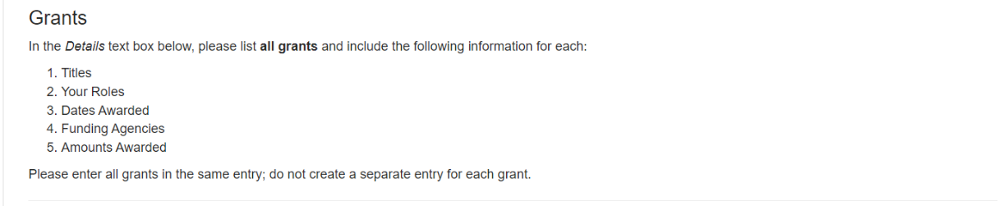 Grants
In the Details text box below, please list all grants and include the following information for each:
1. Titles
2. Your Roles
3. Dates Awarded
4. Funding Agencies
5. Amounts Awarded
Please enter all grants in the same entry; do not create a separate entry for each grant.